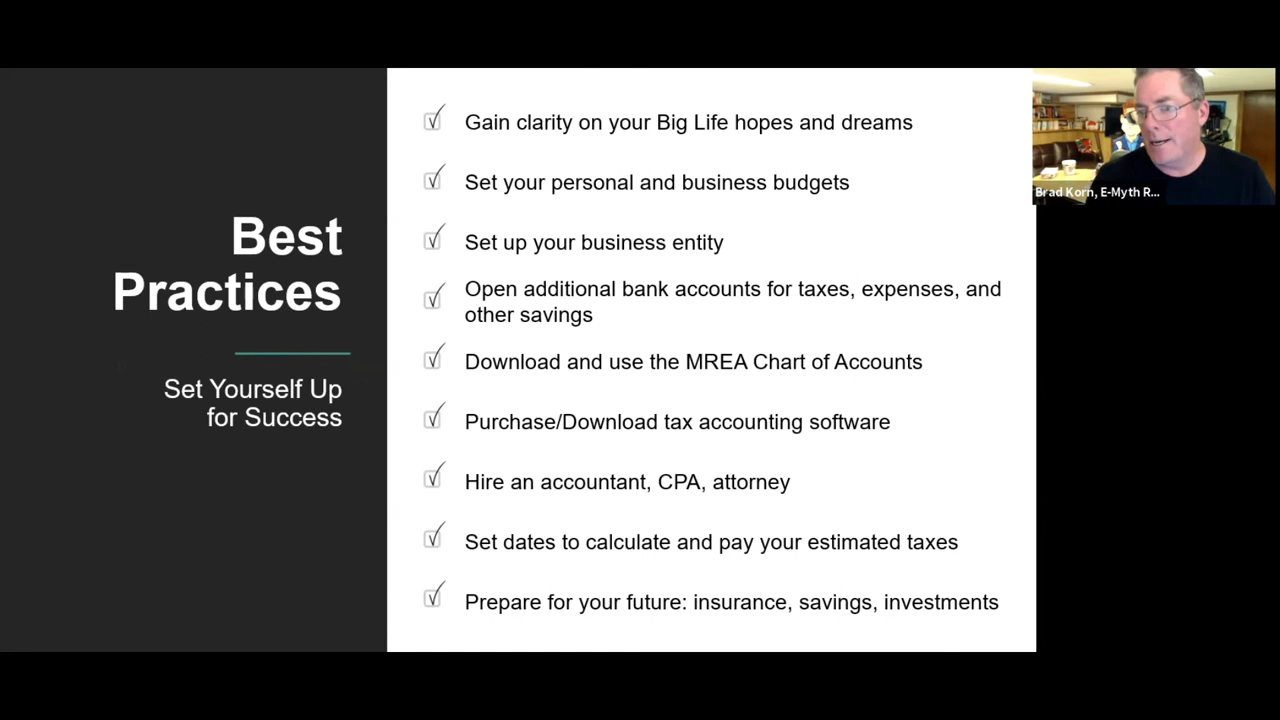 Best
Practices
Set Yourself Up
for Success
Gain clarity on your Big Life hopes and dreams
Set your personal and business budgets
Set up your business entity
Open additional bank accounts for taxes, expenses, and
other savings
Download and use the MREA Chart of Accounts
Purchase/Download tax accounting software
Hire an accountant, CPA, attorney
Set dates to calculate and pay your estimated taxes
Prepare for your future: insurance, savings, investments
Brad Korn, E-Myth R...